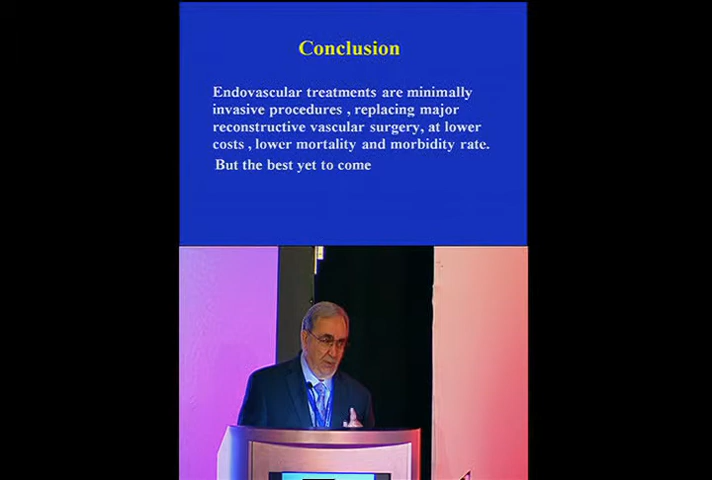 Conclusion
Endovascular treatments are minimally
invasive procedures , replacing major
reconstructive vascular surgery, at lower
costs , lower mortality and morbidity rate.
But the best yet to come